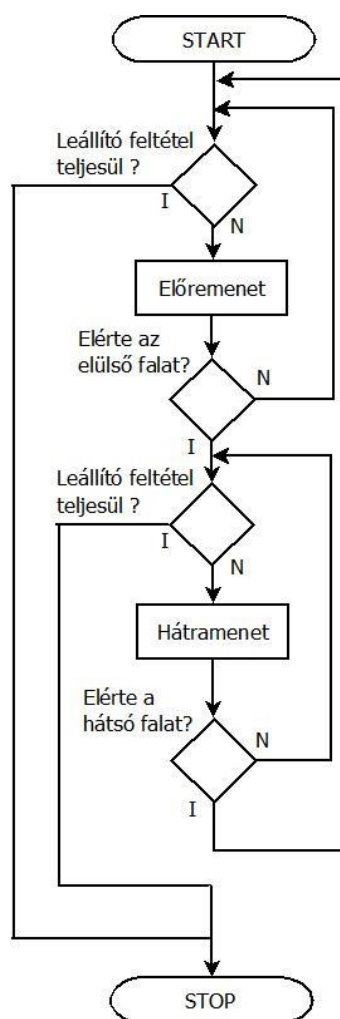 START
Leállító feltétel
teljesül ?
I
N
Előremenet
Elérte az
elülső falat?
N
I
Leállító feltétel
teljesül ?
I
N
Hátramenet
Elérte a
hátsó falat?
N
I
STOP